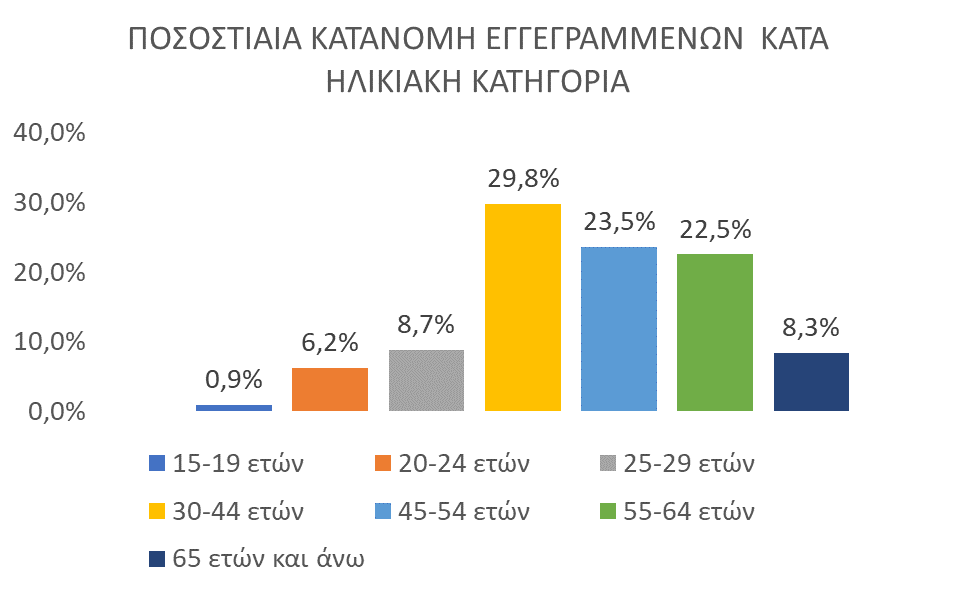 ΠΟΣΟΣΤΙΑΙΑ ΚΑΤΑΝΟΜΗ ΕΓΓΕΓΡΑΜΜΕΝΩΝ  ΚΑΤΑ
ΗΛΙΚΙΑΚΗ ΚΑΤΗΓΟΡΙΑ
40,0%
30,0%
20,0%
10,0%
0,0%
0,9%
6,2%
8,7%
29,8%
23,5%
22,5%
8,3%
15-19 ετών
20-24 ετών
25-29 ετών
30-44 ετών
45-54 ετών
55-64 ετών
65 ετών και άνω